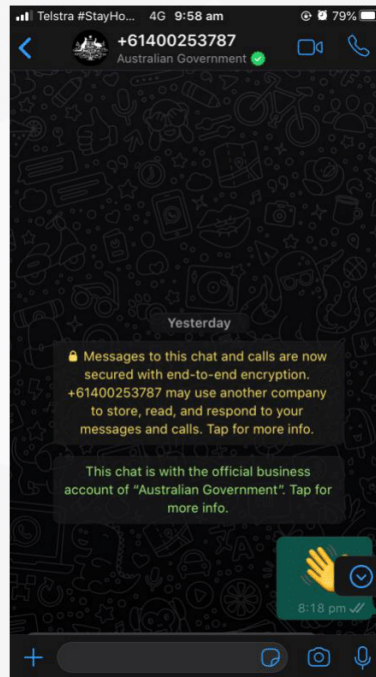 Telstra #StayHo... 4G 9:58 am 79%
+61400253787
Australian Government
Yesterday
Messages to this chat and calls are now
secured with end-to-end encryption.
+61400253787 may use another company
to store, read, and respond to your
messages and calls. Tap for more info.
This chat is with the official business
account of “Australian Government”. Tap for
more info.
8:18 pm